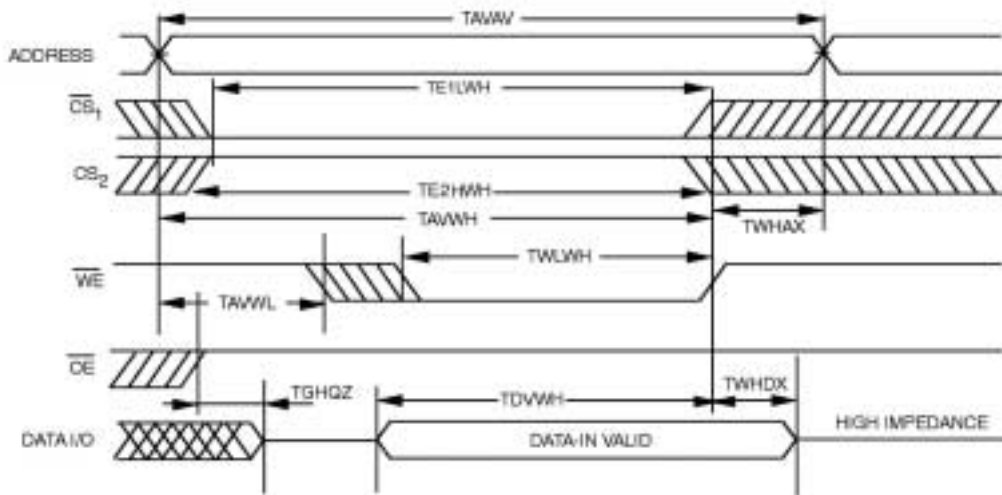 TAVAV
ADDRESS
TE1LWH
CS1
CS2
TE2HWH
TAVWH
TWHAX
TWLWH
WE
TAVWL
OE
TGHQZ
TDVWH
TWHDX
HIGH IMPEDANCE
DATA I/O
DATA-IN VALID